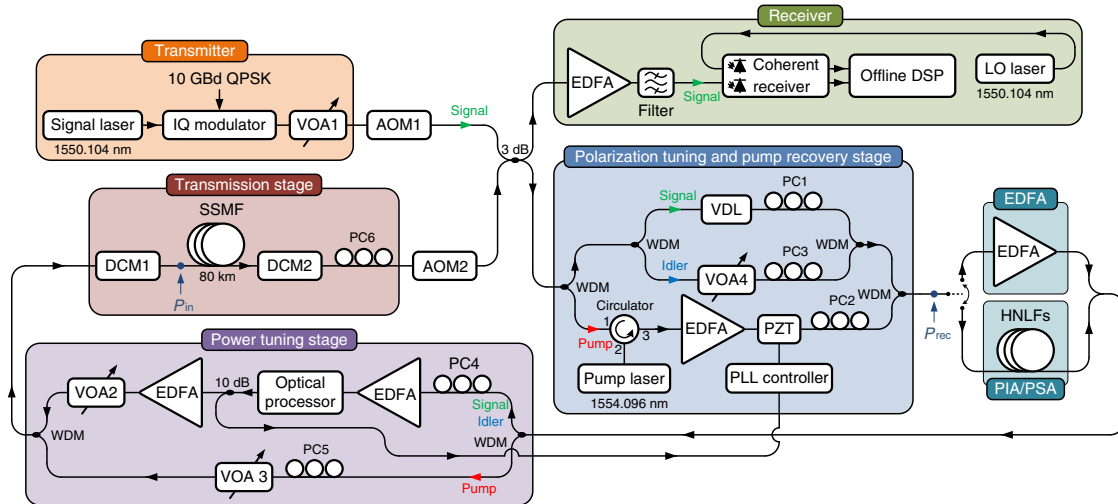 Transmitter
10 GBd QPSK
Signal laser
IQ modulator
VOA1
AOM1
Signal
1550.104 nm
3 dB
Receiver
EDFA
Filter
Signal
Coherent
receiver
Offline DSP
LO laser
1550.104 nm
Transmission stage
SSMF
PC6
DCM1
80 km
DCM2
AOM2
Pin
Polarization tuning and pump recovery stage
PC1
Signal
VDL
WDM
WDM
Idler
PC3
VOA4
WDM
Circulator
PC2
WDM
1
2
3
Pump
EDFA
PZT
Pump laser
PLL controller
1554.096 nm
Prec
EDFA
EDFA
HNLFs
PIA/PSA
Power tuning stage
PC4
VOA2
EDFA
10 dB
Optical
processor
EDFA
Signal
Idler
WDM
WDM
PC5
VOA 3
Pump